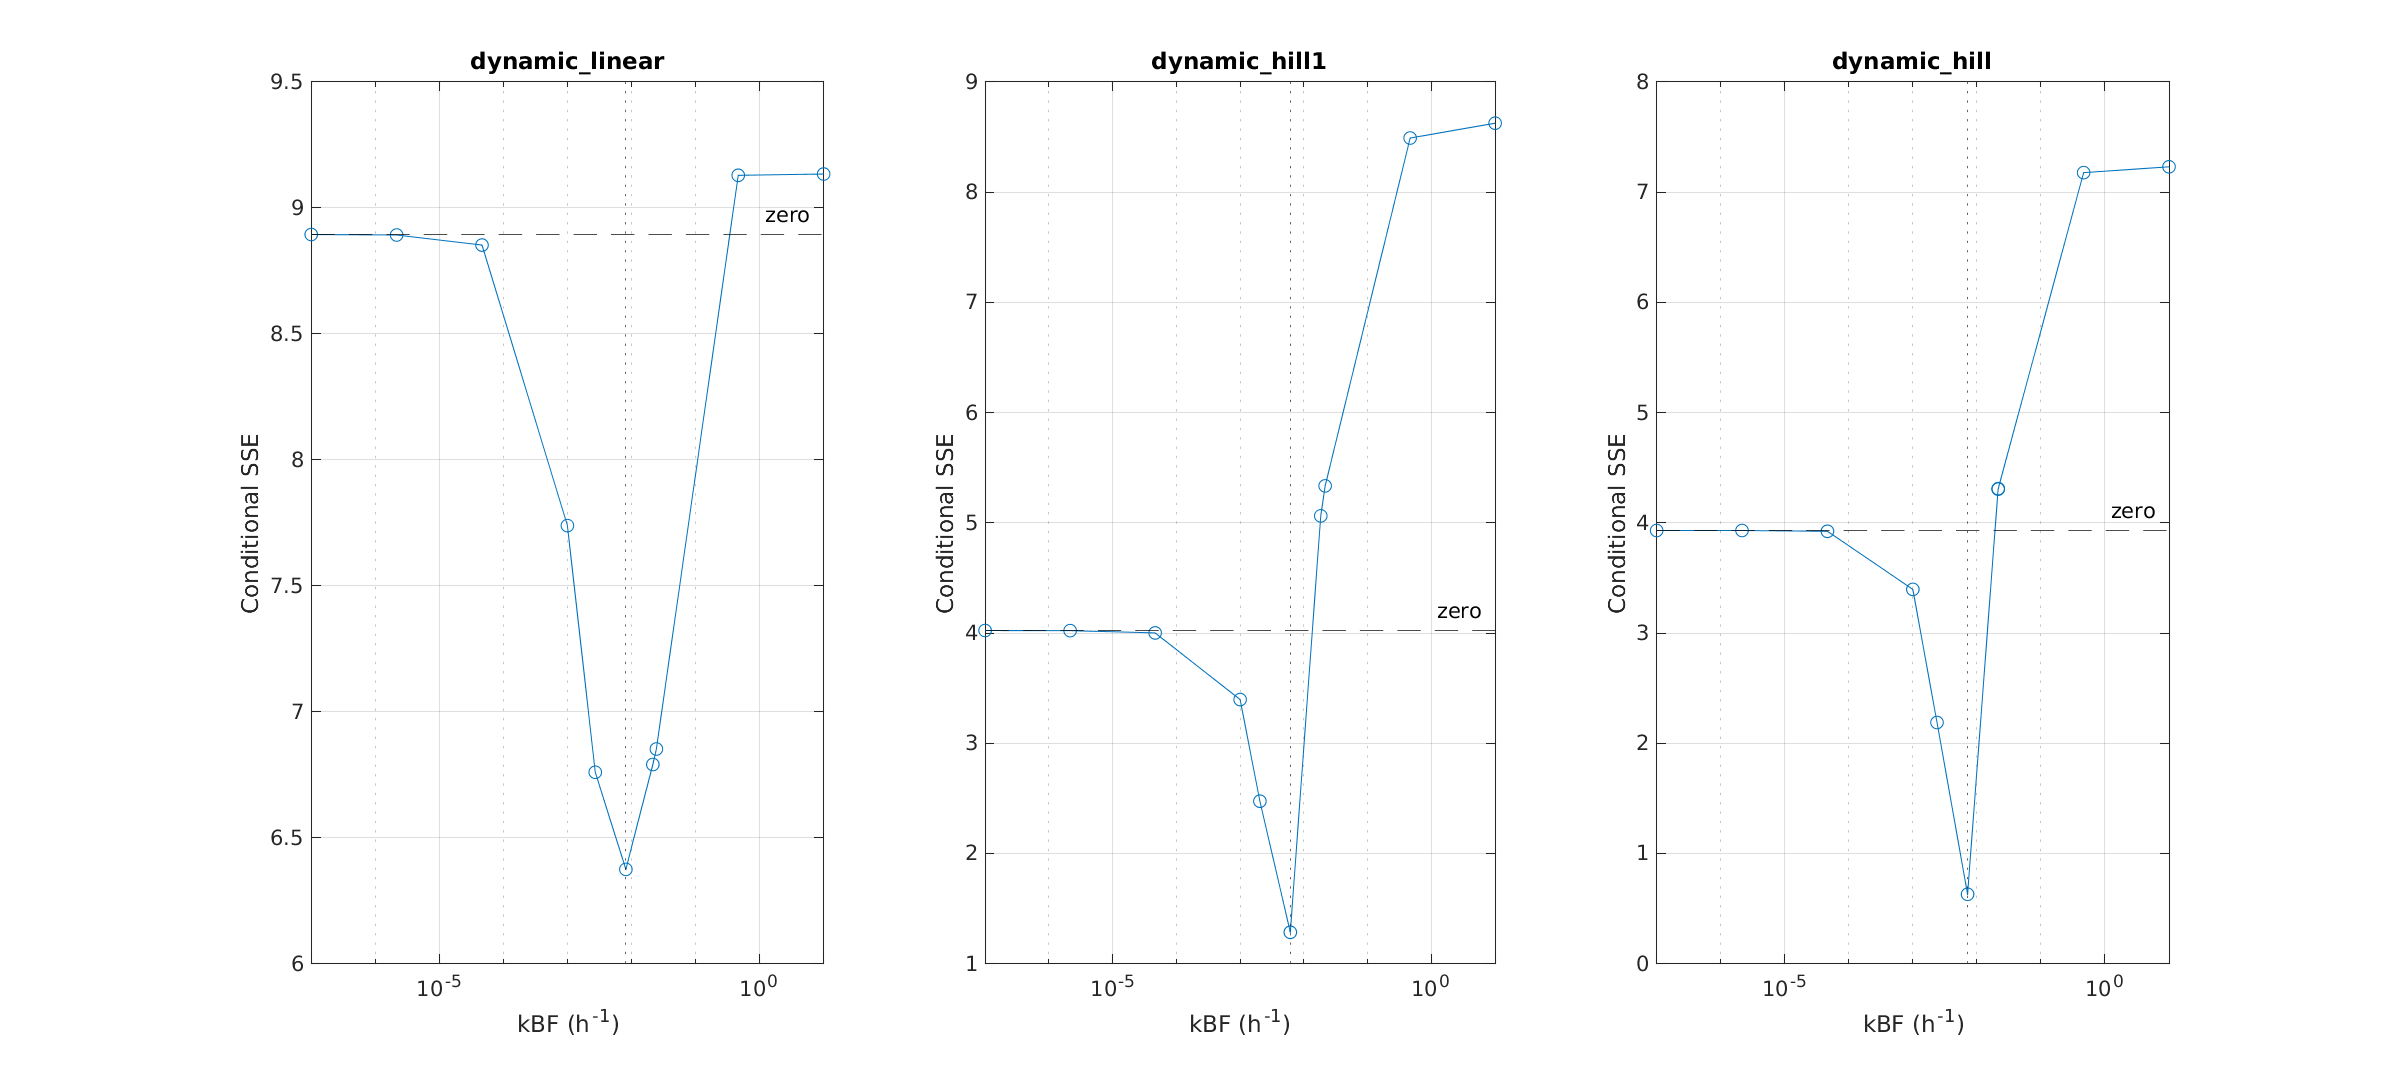 dynamic_linear
9.5
9
8.5
8
7.5
7
6.5
6
Conditional SSE
zero
10^-5
10^0
kBF (h^-1)
dynamic_hill1
9
8
7
6
5
4
3
2
1
Conditional SSE
zero
10^-5
10^0
kBF (h^-1)
dynamic_hill
8
7
6
5
4
3
2
1
0
Conditional SSE
zero
10^-5
10^0
kBF (h^-1)